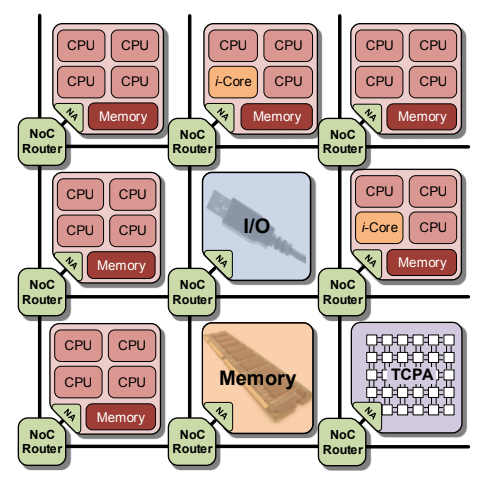 CPU CPU
CPU CPU
NA Memory
NoC
Router
CPU CPU
i-Core CPU
NA Memory
NoC
Router
CPU CPU
CPU CPU
NA Memory
NoC
Router
CPU CPU
CPU CPU
NA Memory
NoC
Router
I/O
NA
NoC
Router
CPU CPU
i-Core CPU
NA Memory
NoC
Router
CPU CPU
CPU CPU
NA Memory
NoC
Router
Memory
NA
NoC
Router
TCPA
NA
NoC
Router